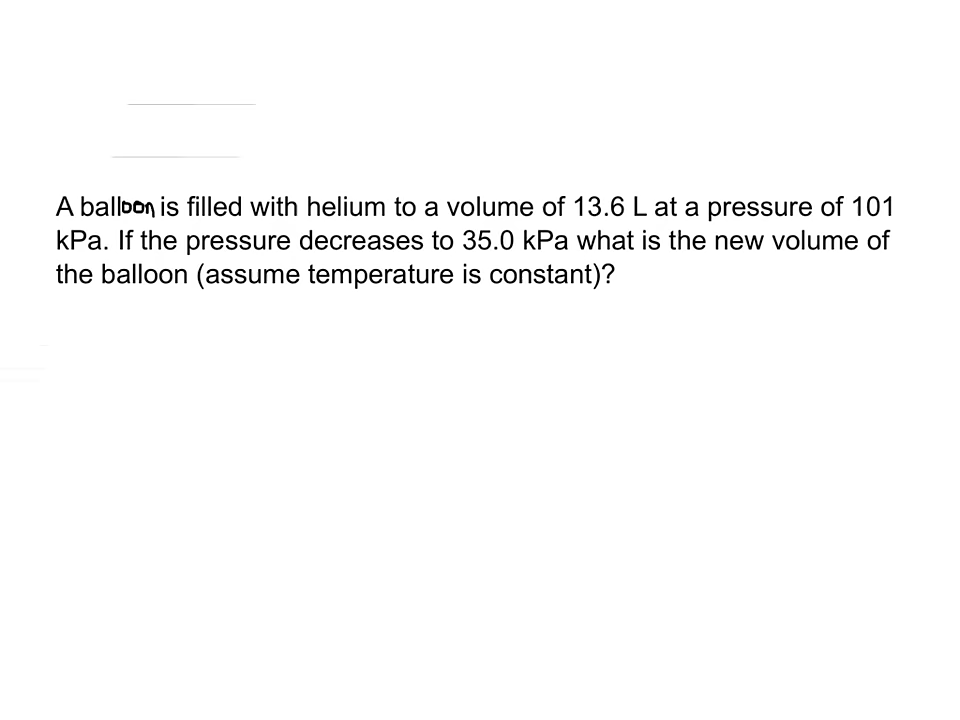 A balloon is filled with helium to a volume of 13.6 L at a pressure of 101
kPa. If the pressure decreases to 35.0 kPa what is the new volume of
the balloon (assume temperature is constant)?